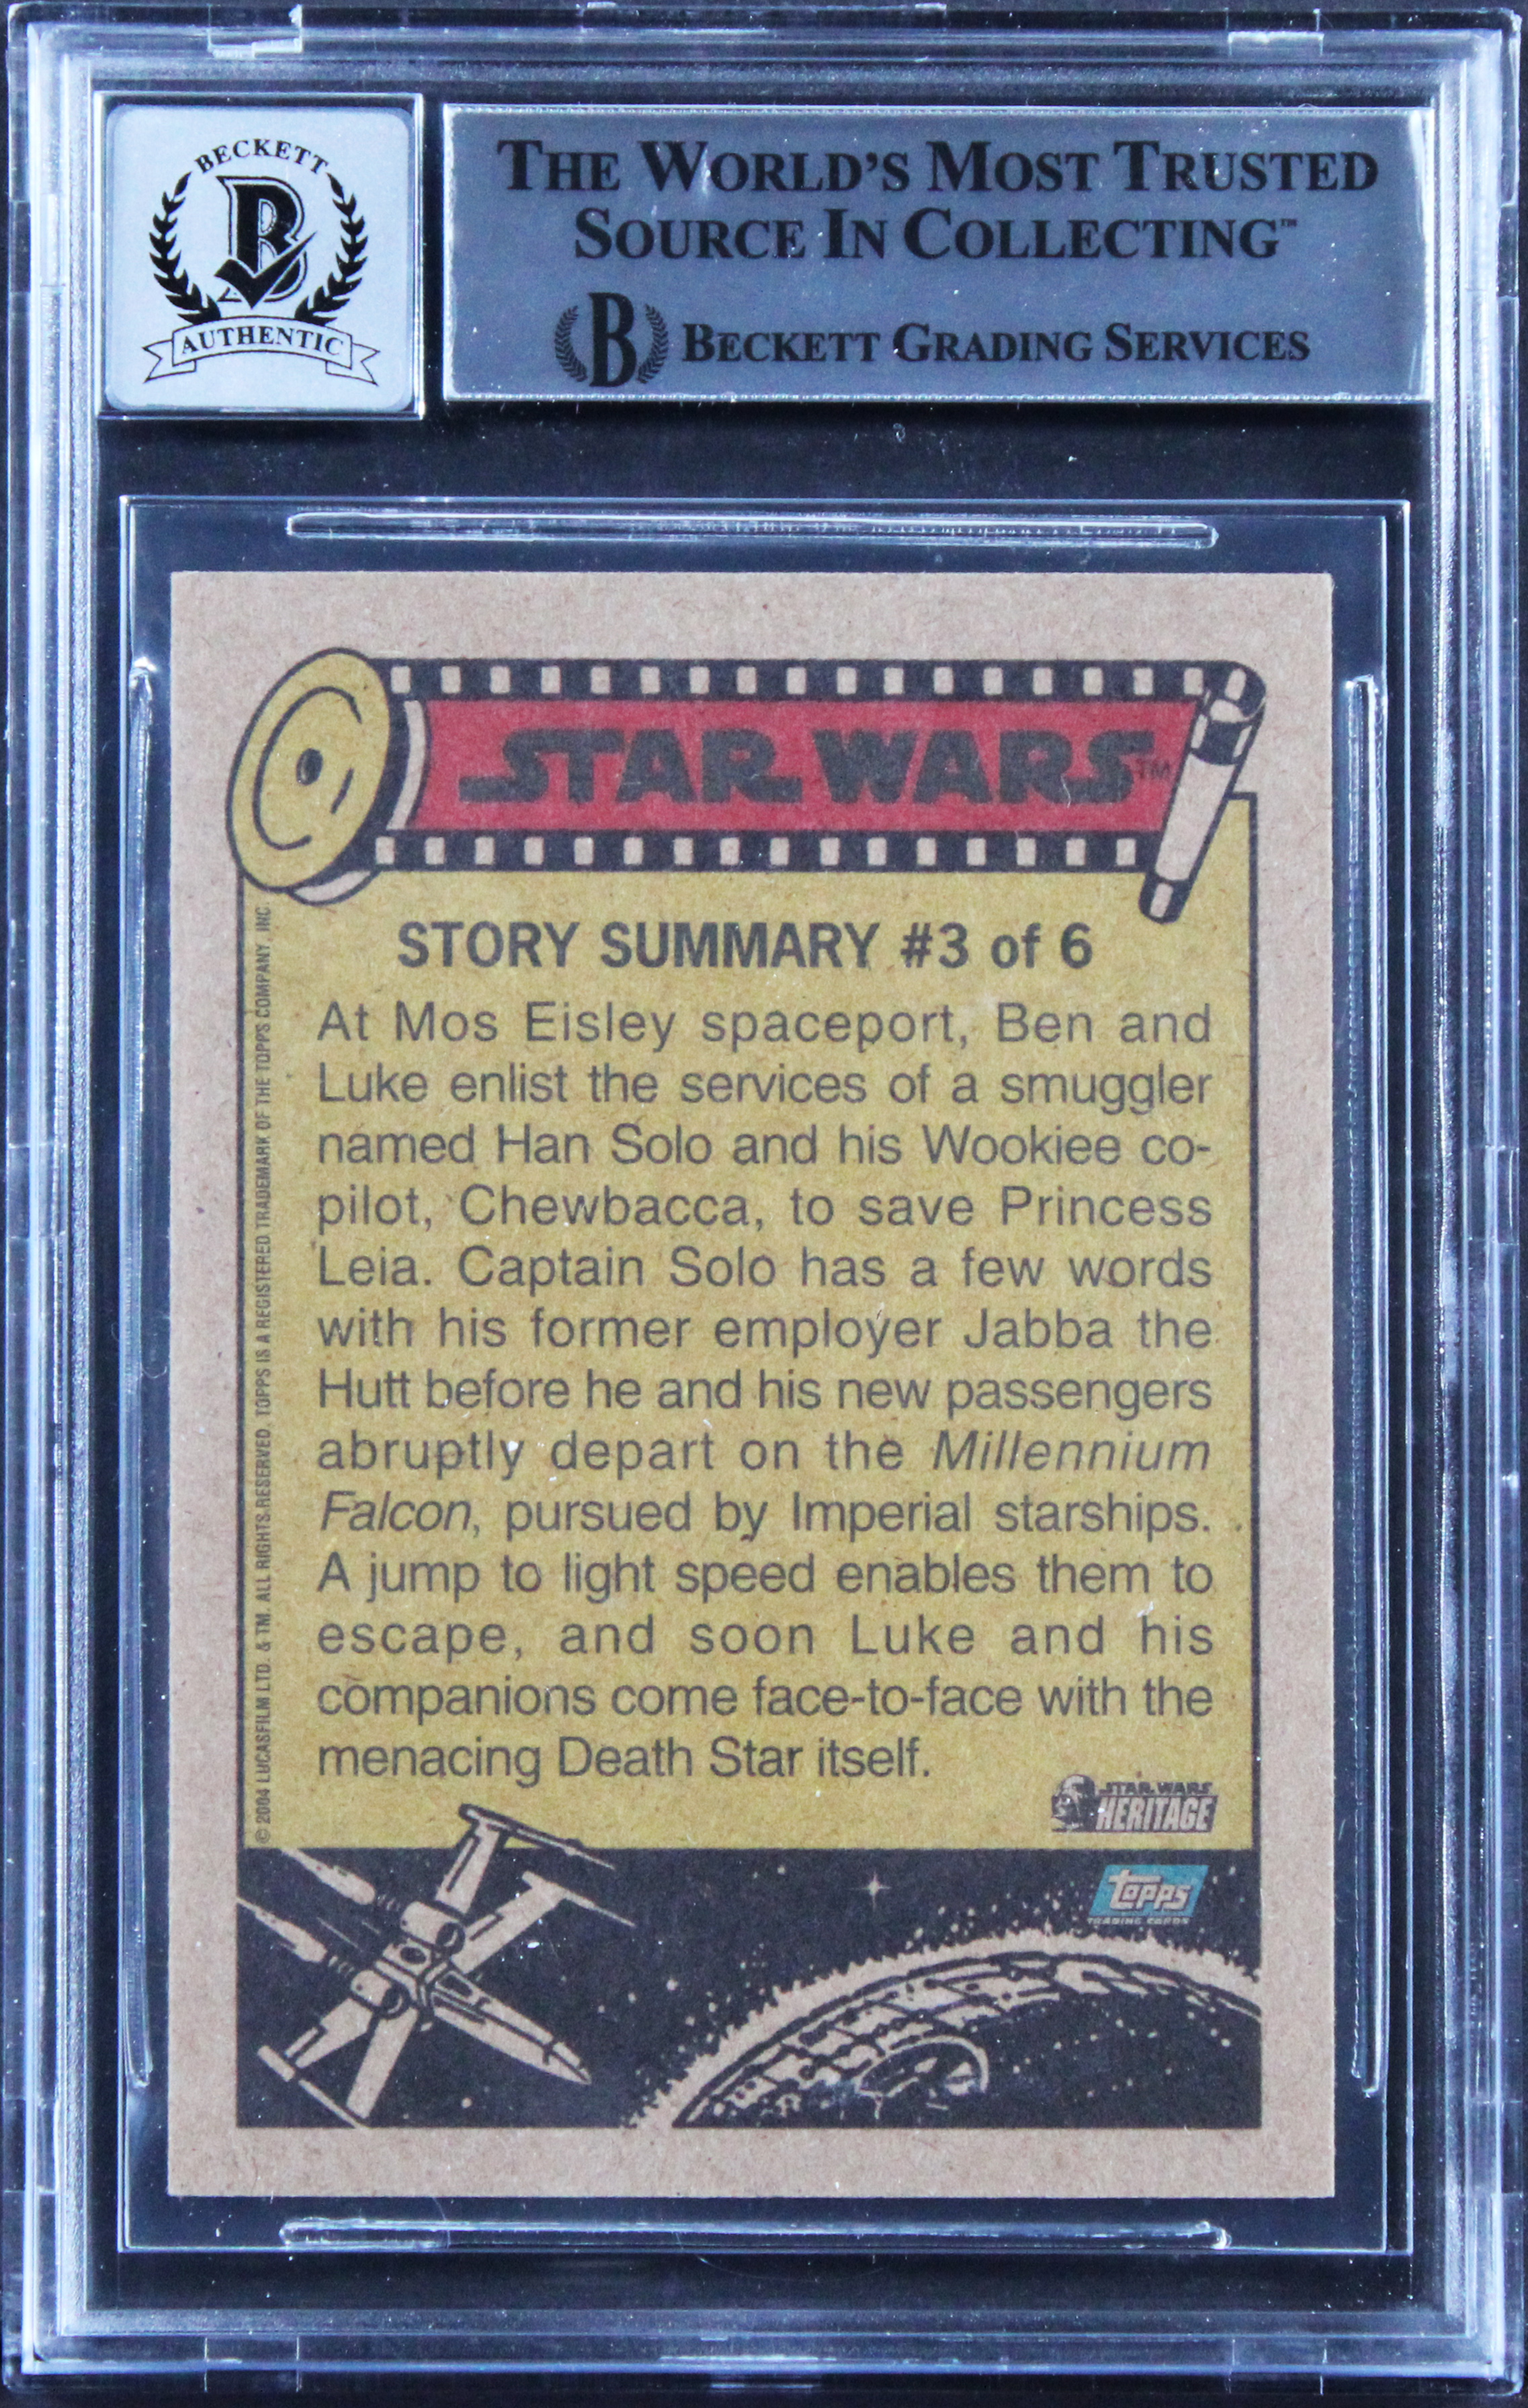 BECKETT
AUTHENTIC
THE WORLD'S MOST TRUSTED
SOURCE IN COLLECTING™
B BECKETT GRADING SERVICES
STAR WARS™
STORY SUMMARY #3 of 6
At Mos Eisley spaceport, Ben and
Luke enlist the services of a smuggler
named Han Solo and his Wookiee co-
pilot, Chewbacca, to save Princess
Leia. Captain Solo has a few words
with his former employer Jabba the
Hutt before he and his new passengers
abruptly depart on the Millennium
Falcon, pursued by Imperial starships.
A jump to light speed enables them to
escape, and soon Luke and his
companions come face-to-face with the
menacing Death Star itself.
© 2004 LUCASFILM LTD. & TM. ALL RIGHTS RESERVED. TOPPS IS A REGISTERED TRADEMARK OF THE TOPPS COMPANY, INC.
STAR WARS
HERITAGE
topps
TRADING CARDS